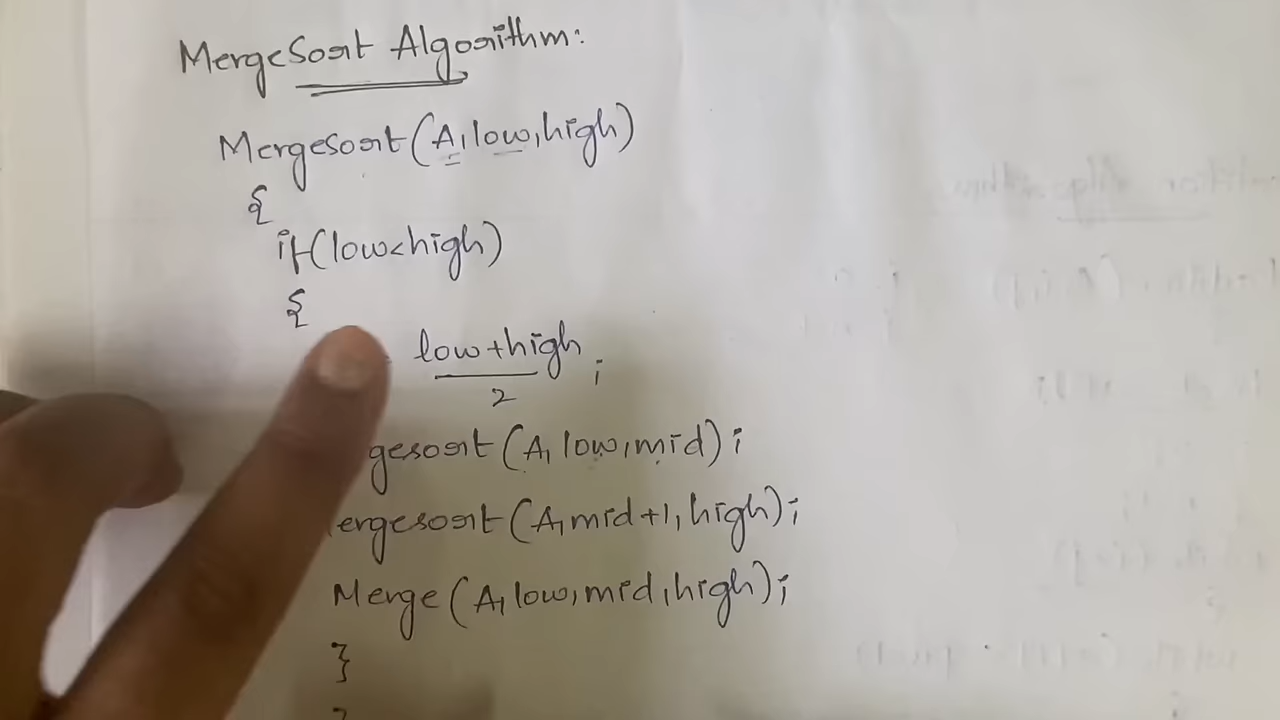 MergeSort Algorithm:
Mergesort(A,low,high)
{
if(low<high)
{
low+high
2
;
gesort(A,low,mid);
ergesort(A,mid+1,high);
Merge(A,low,mid,high);
}